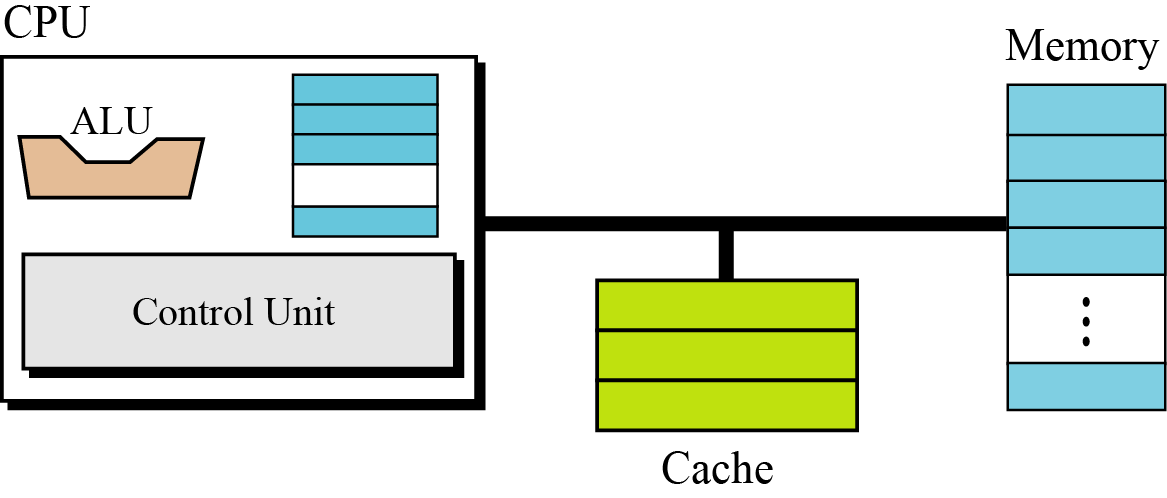 CPU
Memory
ALU
Control Unit
Cache